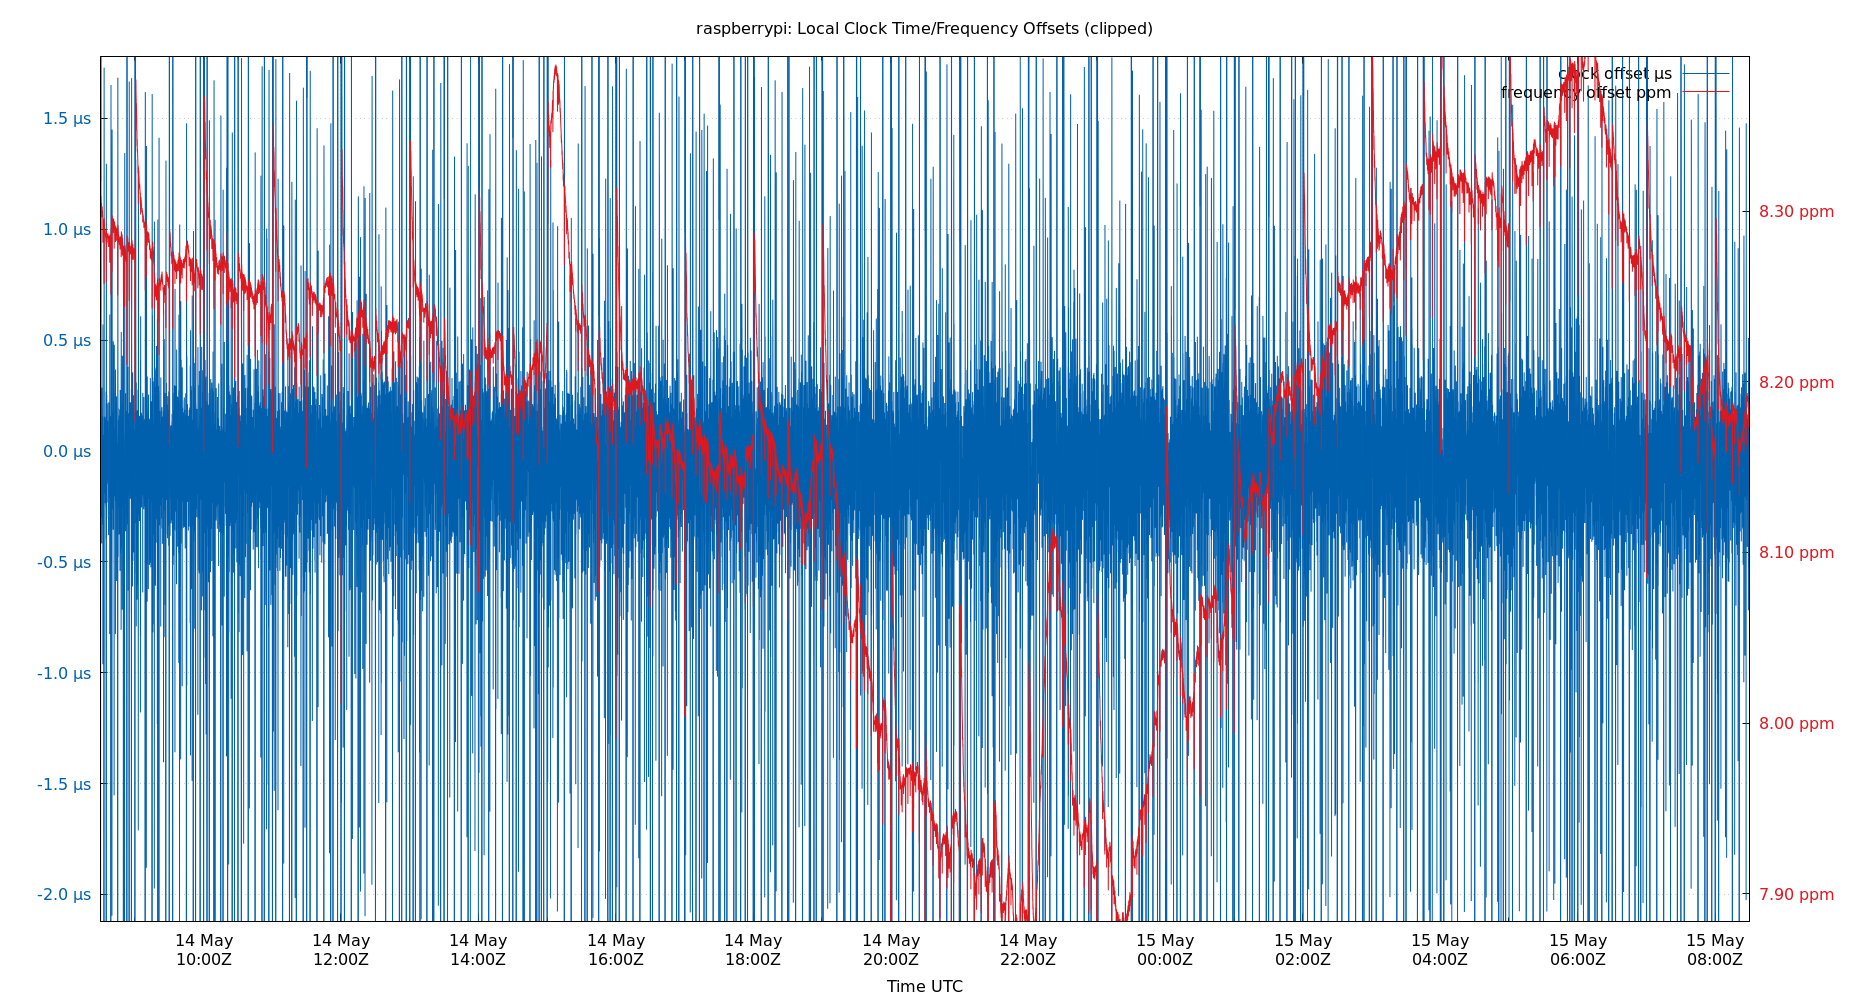 raspberrypi: Local Clock Time/Frequency Offsets (clipped)
clock offset µs
frequency offset ppm
1.5 µs
1.0 µs
0.5 µs
0.0 µs
-0.5 µs
-1.0 µs
-1.5 µs
-2.0 µs
8.30 ppm
8.20 ppm
8.10 ppm
8.00 ppm
7.90 ppm
14 May 14 May 14 May 14 May 14 May 14 May 14 May 15 May 15 May 15 May 15 May 15 May
10:00Z 12:00Z 14:00Z 16:00Z 18:00Z 20:00Z 22:00Z 00:00Z 02:00Z 04:00Z 06:00Z 08:00Z
Time UTC